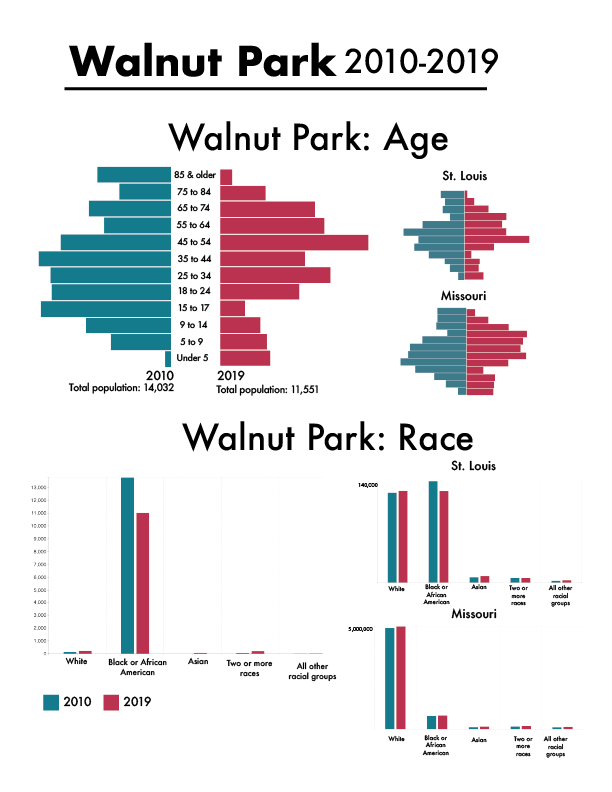 Walnut Park 2010-2019
Walnut Park: Age
85 & older
75 to 84
65 to 74
55 to 64
45 to 54
35 to 44
25 to 34
18 to 24
15 to 17
9 to 14
5 to 9
Under 5
2010
Total population: 14,032
2019
Total population: 11,551
St. Louis
Missouri
Walnut Park: Race
13,000
12,000
11,000
10,000
9,000
8,000
7,000
6,000
5,000
4,000
3,000
2,000
1,000
0
White
Black or African
American
Asian
Two or more
races
All other
racial groups
2010
2019
St. Louis
140,000
White
Black or
African
American
Asian
Two or
more
races
All other
racial
groups
Missouri
5,000,000
White
Black or
African
American
Asian
Two or
more
races
All other
racial
groups